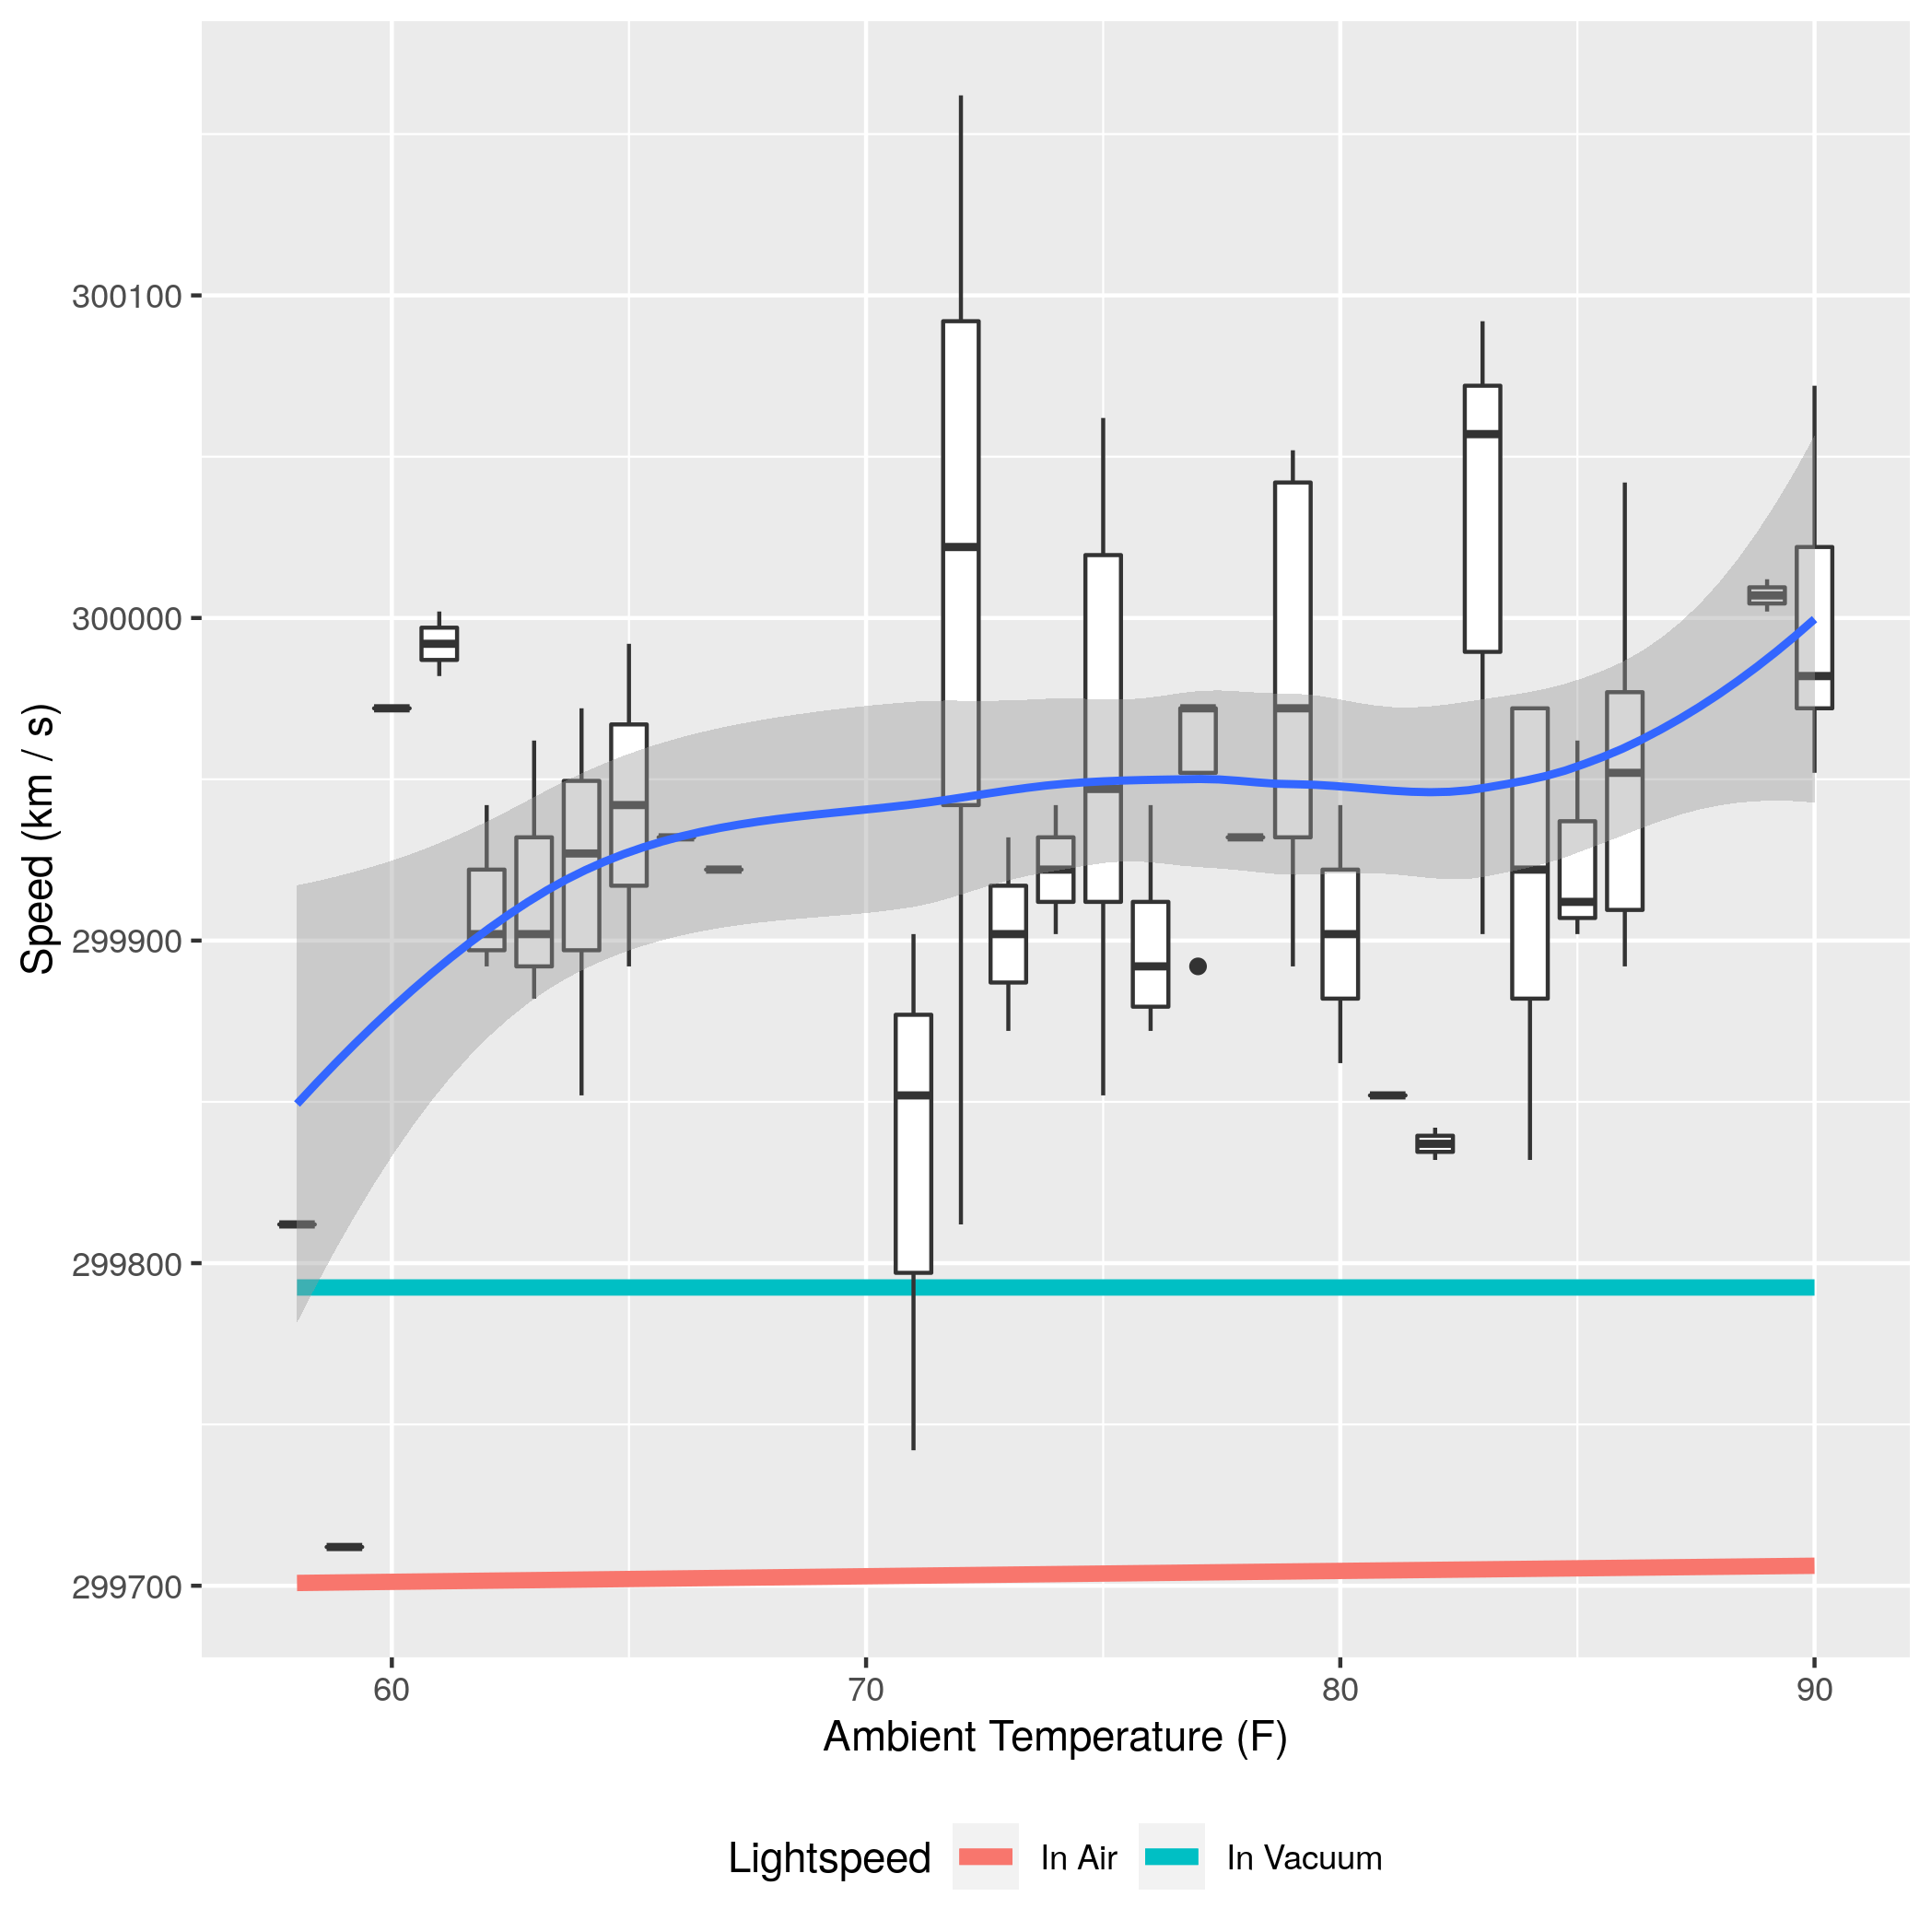 Speed (km / s)
300100
300000
299900
299800
299700
60 70 80 90
Ambient Temperature (F)
Lightspeed In Air In Vacuum